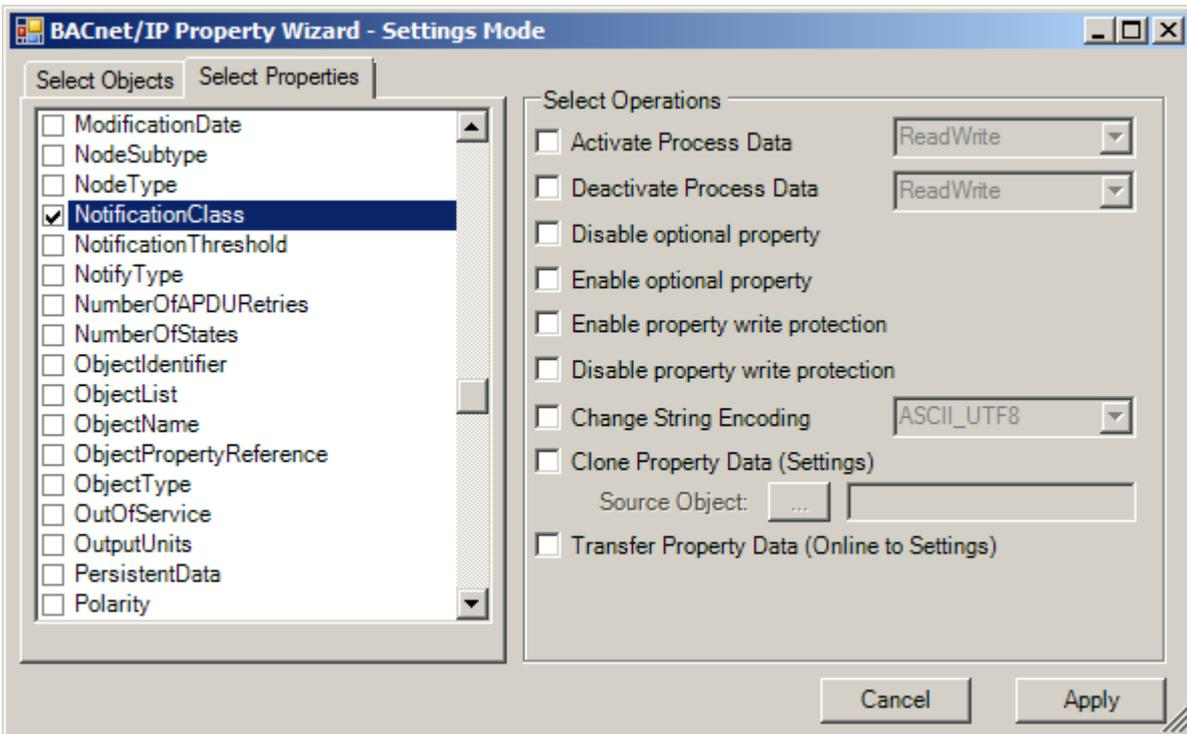 BACnet/IP Property Wizard - Settings Mode
Select Objects Select Properties
ModificationDate
NodeSubtype
NodeType
NotificationClass
NotificationThreshold
NotifyType
NumberOfAPDURetries
NumberOfStates
ObjectIdentifier
ObjectList
ObjectName
ObjectPropertyReference
ObjectType
OutOfService
OutputUnits
PersistentData
Polarity
Select Operations
Activate Process Data ReadWrite
Deactivate Process Data ReadWrite
Disable optional property
Enable optional property
Enable property write protection
Disable property write protection
Change String Encoding ASCII_UTF8
Clone Property Data (Settings)
Source Object: ...
Transfer Property Data (Online to Settings)
Cancel Apply